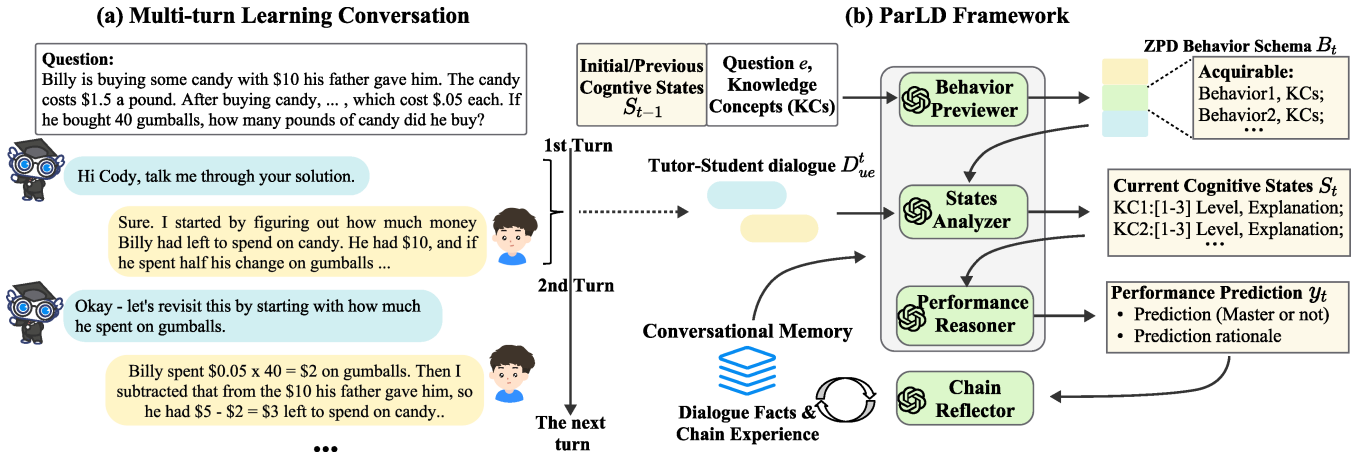 (a) Multi-turn Learning Conversation
Question:
Billy is buying some candy with $10 his father gave him. The candy
costs $1.5 a pound. After buying candy, ... , which cost $.05 each. If
he bought 40 gumballs, how many pounds of candy did he buy?
Hi Cody, talk me through your solution.
Sure. I started by figuring out how much money
Billy had left to spend on candy. He had $10, and if
he spent half his change on gumballs ...
Okay - let's revisit this by starting with how much
he spent on gumballs.
Billy spent $0.05 x 40 = $2 on gumballs. Then I
subtracted that from the $10 his father gave him, so
he had $5 - $2 = $3 left to spend on candy..
...
1st Turn
2nd Turn
The next
turn
(b) ParLD Framework
Initial/Previous
Cogntive States
S_{t-1}
Question e,
Knowledge
Concepts (KCs)
Behavior
Previewer
ZPD Behavior Schema B_t
Acquirable:
Behavior1, KCs;
Behavior2, KCs;
...
Tutor-Student dialogue D^t_{ue}
States
Analyzer
Current Cognitive States S_t
KC1:[1-3] Level, Explanation;
KC2:[1-3] Level, Explanation;
...
Performance
Reasoner
Performance Prediction y_t
• Prediction (Master or not)
• Prediction rationale
Conversational Memory
Dialogue Facts &
Chain Experience
Chain
Reflector